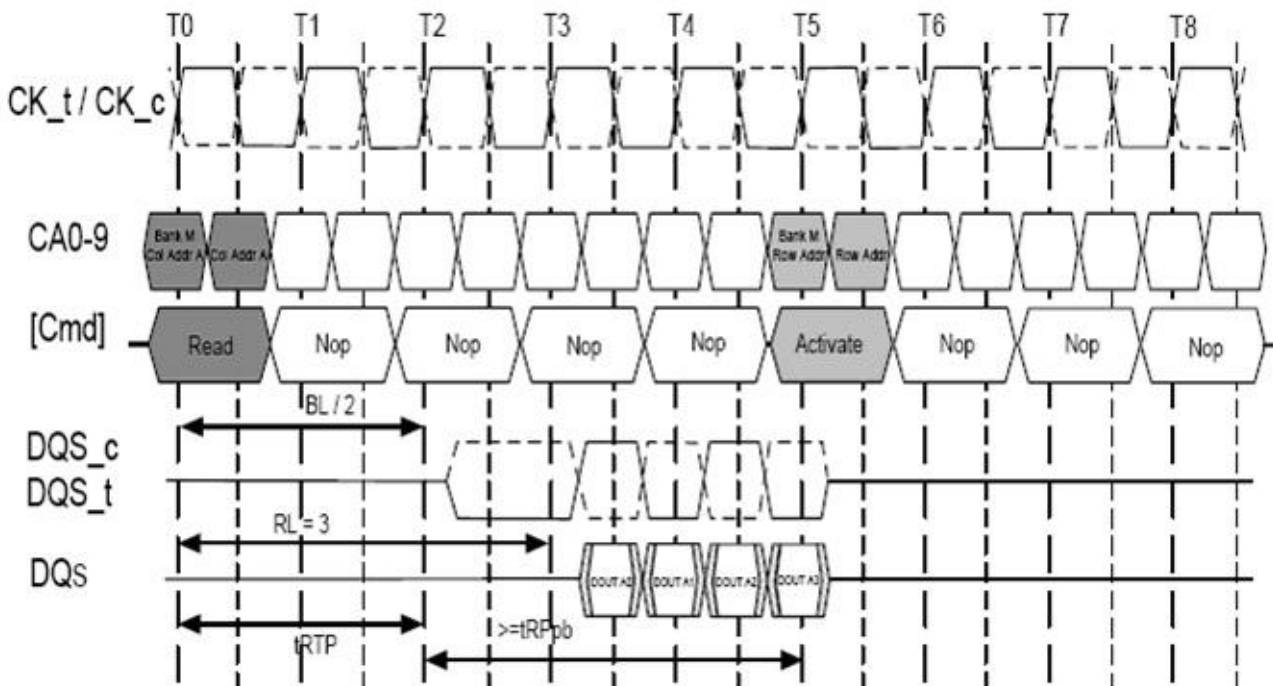 T0 T1 T2 T3 T4 T5 T6 T7 T8
CK_t / CK_c
CA0-9
Bank M
Col Addr A
Col Addr A
Bank M
Row Addr
Row Addr
[Cmd]
Read Nop Nop Nop Nop Activate Nop Nop Nop
BL / 2
DQS_c
DQS_t
RL = 3
DQs
DOUT A0 DOUT A1 DOUT A2 DOUT A3
tRTP
>=tRPpb